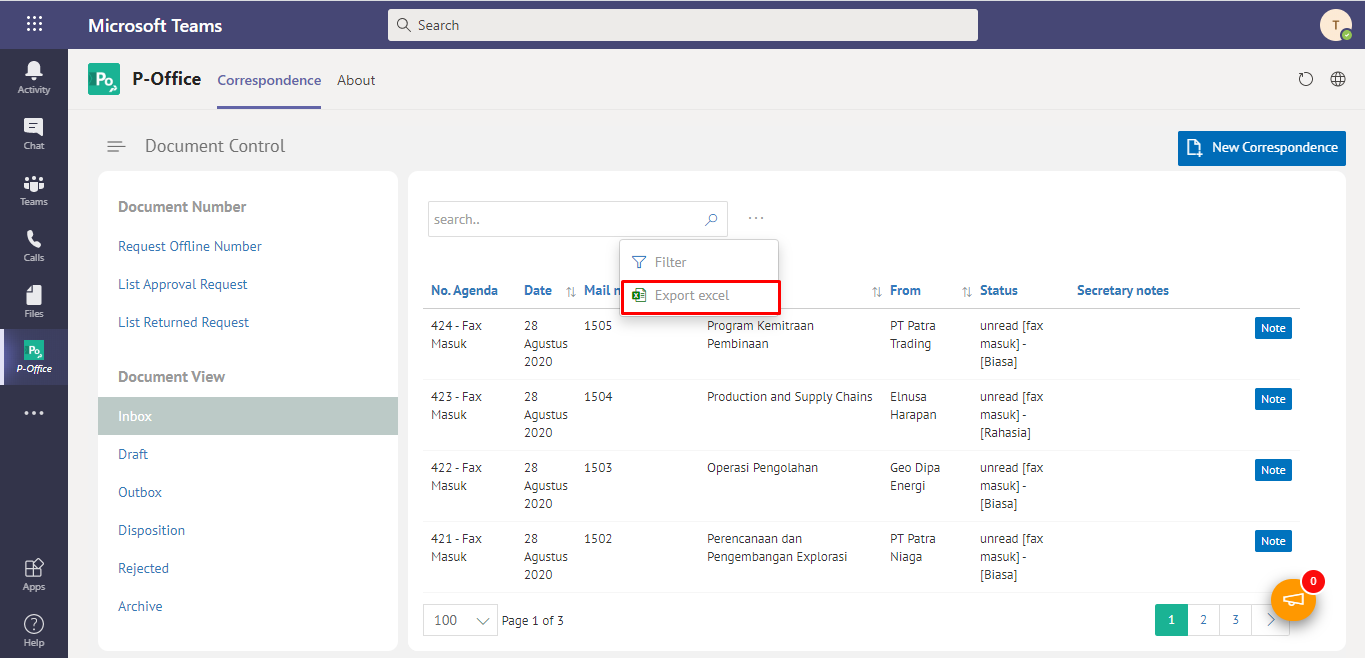 Microsoft Teams
Search
T
Activity
Chat
Teams
Calls
Files
P-Office
Apps
Help
Po
P-Office
Correspondence
About
Document Control
New Correspondence
Document Number
Request Offline Number
List Approval Request
List Returned Request
Document View
Inbox
Draft
Outbox
Disposition
Rejected
Archive
search..
Filter
Export excel
No. Agenda Date Mail From Status Secretary notes
424 - Fax 28 1505 Program Kemitraan PT Patra unread [fax Note
Masuk Agustus Pembinaan Trading masuk] -
2020 [Biasa]
423 - Fax 28 1504 Production and Supply Chains Elnusa unread [fax Note
Masuk Agustus Harapan masuk] -
2020 [Rahasia]
422 - Fax 28 1503 Operasi Pengolahan Geo Dipa unread [fax Note
Masuk Agustus Energi masuk] -
2020 [Biasa]
421 - Fax 28 1502 Perencanaan dan PT Patra unread [fax Note
Masuk Agustus Pengembangan Explorasi Niaga masuk] -
2020 [Biasa]
0
100 Page 1 of 3 1 2 3